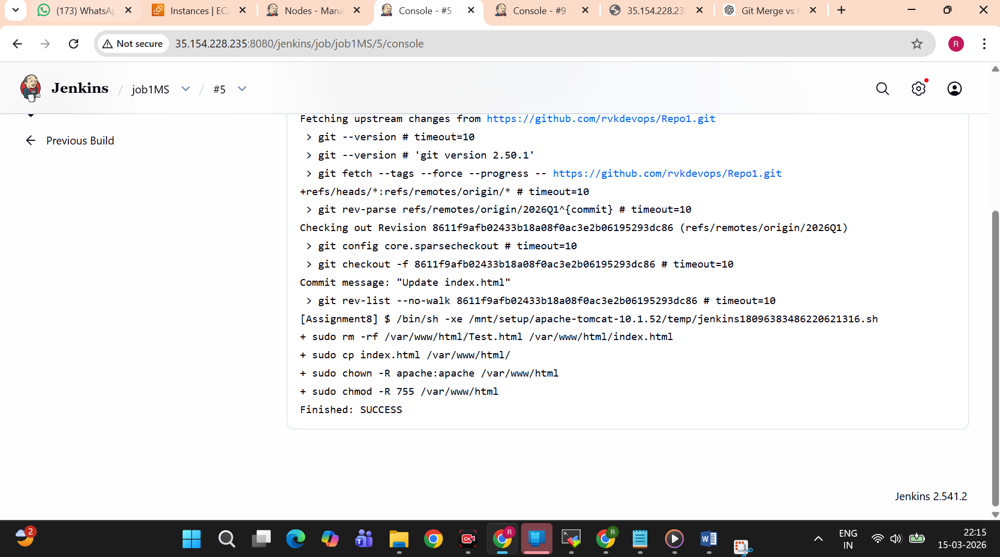 (173) WhatsAp
Instances | EC2
Nodes - Mana
Console - #5 -
Console - #9 -
35.154.228.235
Git Merge vs R
Not secure
35.154.228.235:8080/jenkins/job/job1MS/5/console
R
Jenkins / job1MS / #5
Previous Build
Fetching upstream changes from https://github.com/rvkdevops/Repo1.git
> git --version # timeout=10
> git --version # 'git version 2.50.1'
> git fetch --tags --force --progress -- https://github.com/rvkdevops/Repo1.git
+refs/heads/*:refs/remotes/origin/* # timeout=10
> git rev-parse refs/remotes/origin/2026Q1^{commit} # timeout=10
Checking out Revision 8611f9afb02433b18a08f0ac3e2b06195293dc86 (refs/remotes/origin/2026Q1)
> git config core.sparsecheckout # timeout=10
> git checkout -f 8611f9afb02433b18a08f0ac3e2b06195293dc86 # timeout=10
Commit message: "Update index.html"
> git rev-list --no-walk 8611f9afb02433b18a08f0ac3e2b06195293dc86 # timeout=10
[Assignment8] $ /bin/sh -xe /mnt/setup/apache-tomcat-10.1.52/temp/jenkins18096383486220621316.sh
+ sudo rm -rf /var/www/html/Test.html /var/www/html/index.html
+ sudo cp index.html /var/www/html/
+ sudo chown -R apache:apache /var/www/html
+ sudo chmod -R 755 /var/www/html
Finished: SUCCESS
Jenkins 2.541.2
2
R
R
ENG
IN
22:15
15-03-2026